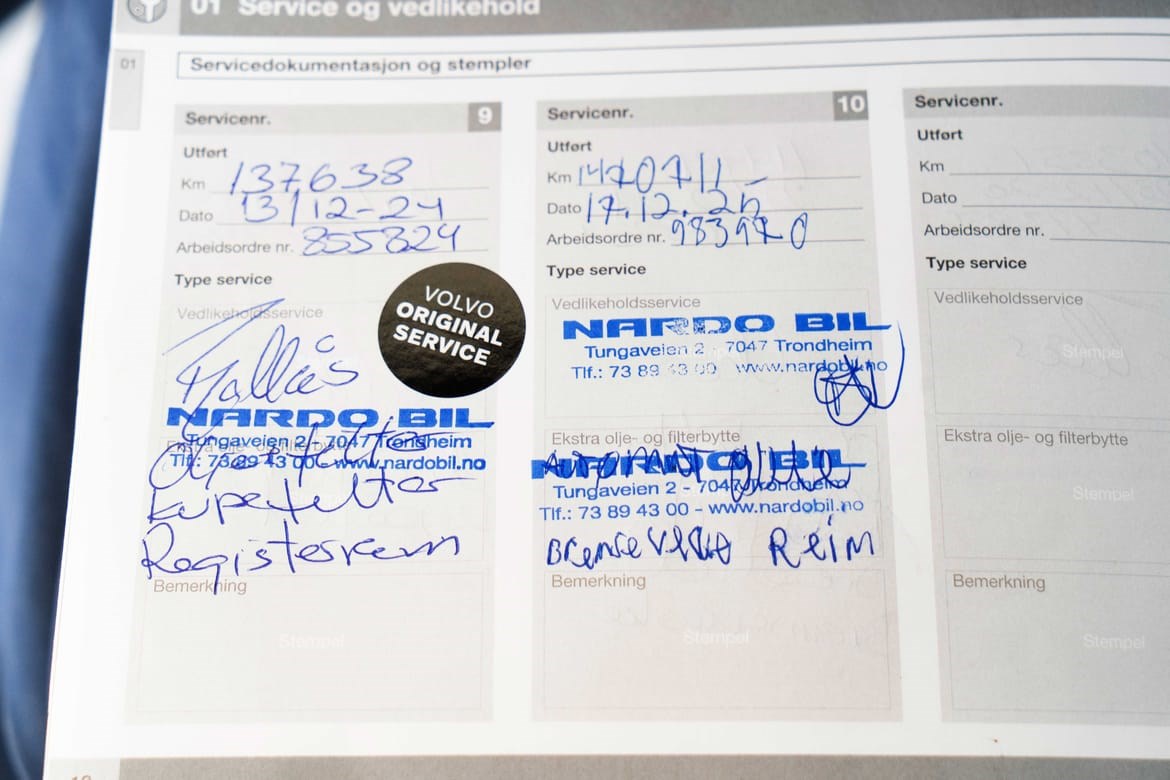 01 Service og vedlikehold
01
Servicedokumentasjon og stempler
Servicenr. 9
Utført
Km 137638
Dato 13/12-24
Arbeidsordre nr. 855824
Type service
Vedlikeholdsservice
VOLVO
ORIGINAL
SERVICE
NARDO BIL
Tungaveien 2 - 7047 Trondheim
Tlf.: 73 89 43 00 - www.nardobil.no
Ekstra olje- og filterbytte
Kupefilter
Registerreim
Bemerkning
Stempel
Servicenr. 10
Utført
Km
Dato 17.12.
Arbeidsordre nr.
Type service
Vedlikeholdsservice
NARDO BIL
Tungaveien 2 - 7047 Trondheim
Tlf.: 73 89 43 00 www.nardobil.no
Ekstra olje- og filterbytte
NARDO BIL
Tungaveien 2 - 7047 Trondheim
Tlf.: 73 89 43 00 - www.nardobil.no
Reim
Bemerkning
Stempel
Servicenr.
Utført
Km
Dato
Arbeidsordre nr.
Type service
Vedlikeholdsservice
Stempel
Ekstra olje- og filterbytte
Stempel
Bemerkning
Stempel